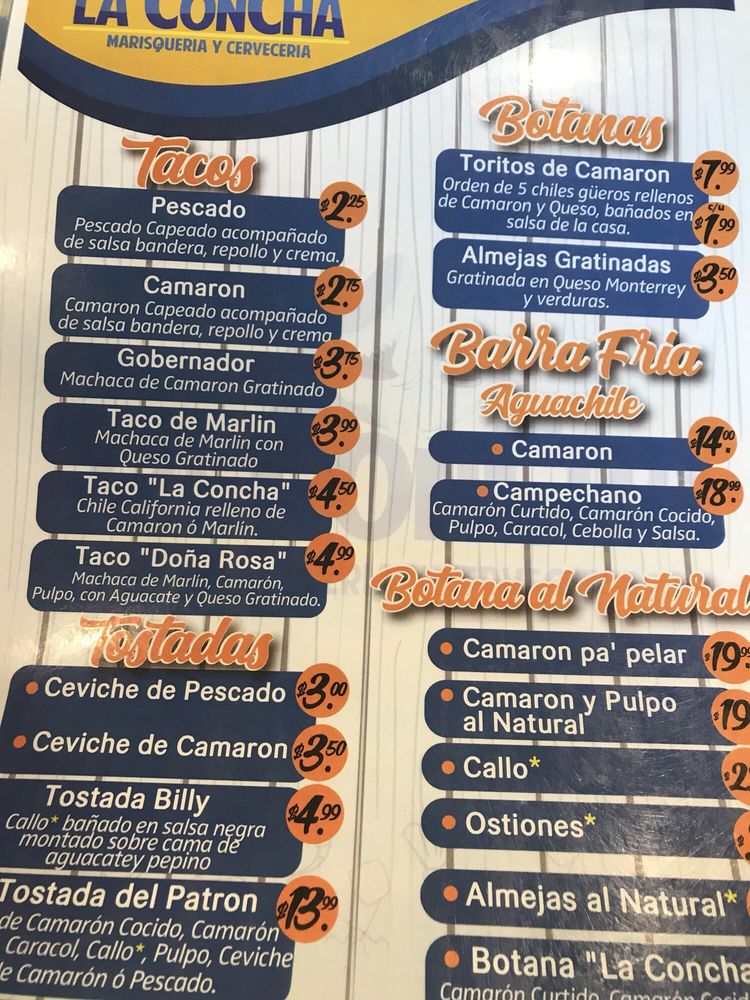 LA CONCHA
MARISQUERIA Y CERVECERIA
Tacos
Pescado
$2.25
Pescado Capeado acompañado
de salsa bandera, repollo y crema.
Camaron
$2.75
Camaron Capeado acompañado
de salsa bandera, repollo y crema
Gobernador
$3.75
Machaca de Camaron Gratinado
Taco de Marlin
$3.99
Machaca de Marlin con
Queso Gratinado
Taco "La Concha"
$4.50
Chile California relleno de
Camaron ó Marlín.
Taco "Doña Rosa"
$4.99
Machaca de Marlín, Camarón,
Pulpo, con Aguacate y Queso Gratinado.
Tostadas
• Ceviche de Pescado $3.00
• Ceviche de Camaron $3.50
Tostada Billy
$4.99
Callo* bañado en salsa negra
montado sobre cama de
aguacatey pepino
Tostada del Patron
$13.99
de Camarón Cocido, Camarón
Caracol, Callo*, Pulpo, Ceviche
de Camarón ó Pescado.
Botanas
Toritos de Camaron
$7.99
Orden de 5 chiles güeros rellenos
de Camaron y Queso, bañados en
salsa de la casa.
c/u
$1.99
Almejas Gratinadas
$3.50
Gratinada en Queso Monterrey
y verduras.
Barra Fria
Aguachile
• Camaron $14.00
• Campechano $18.99
Camarón Curtido, Camarón Cocido,
Pulpo, Caracol, Cebolla y Salsa.
Botana al Natural
• Camaron pa' pelar $19.99
• Camaron y Pulpo
al Natural
$19
• Callo*
$2
• Ostiones*
• Almejas al Natural*
• Botana "La Concha
Camarón Curtido, Camarón